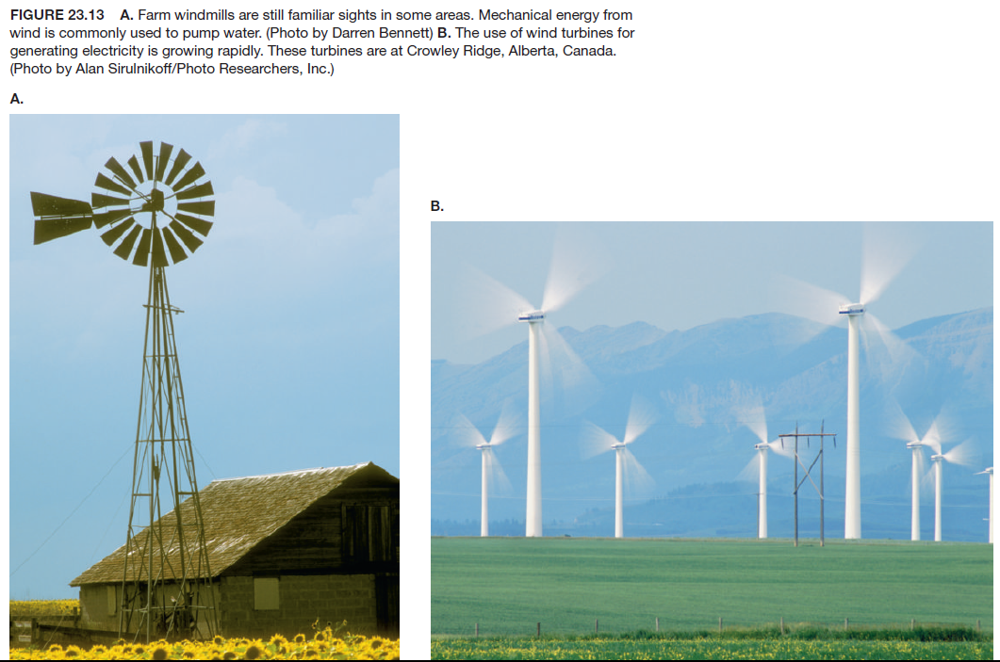 FIGURE 23.13 A. Farm windmills are still familiar sights in some areas. Mechanical energy from
wind is commonly used to pump water. (Photo by Darren Bennett) B. The use of wind turbines for
generating electricity is growing rapidly. These turbines are at Crowley Ridge, Alberta, Canada.
(Photo by Alan Sirulnikoff/Photo Researchers, Inc.)
A.
B.